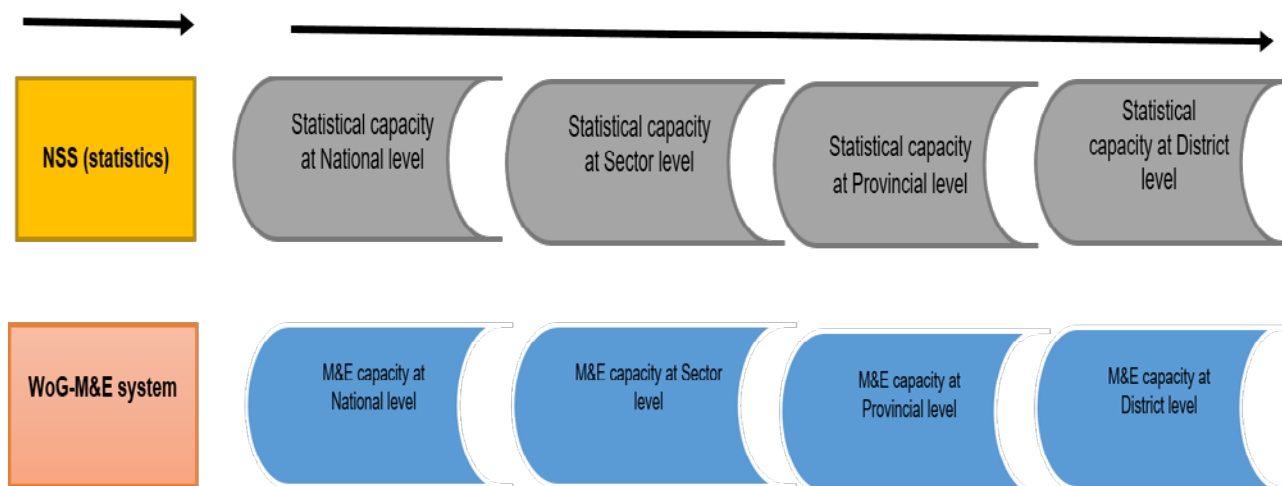 NSS (statistics)
Statistical capacity
at National level
Statistical capacity
at Sector level
Statistical capacity
at Provincial level
Statistical
capacity at District
level
WoG-M&E system
M&E capacity at
National level
M&E capacity at Sector
level
M&E capacity at
Provincial level
M&E capacity at
District level